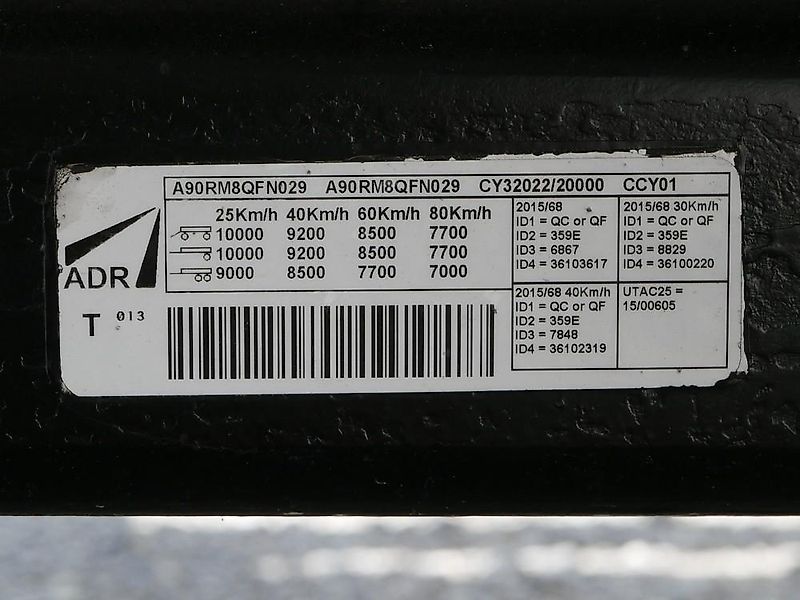 A90RM8QFN029 A90RM8QFN029 CY32022/20000 CCY01
25Km/h 40Km/h 60Km/h 80Km/h
10000 9200 8500 7700
10000 9200 8500 7700
9000 8500 7700 7000
2015/68
ID1 = QC or QF
ID2 = 359E
ID3 = 6867
ID4 = 36103617
2015/68 30Km/h
ID1 = QC or QF
ID2 = 359E
ID3 = 8829
ID4 = 36100220
2015/68 40Km/h
ID1 = QC or QF
ID2 = 359E
ID3 = 7848
ID4 = 36102319
UTAC25 =
15/00605
ADR
T 013